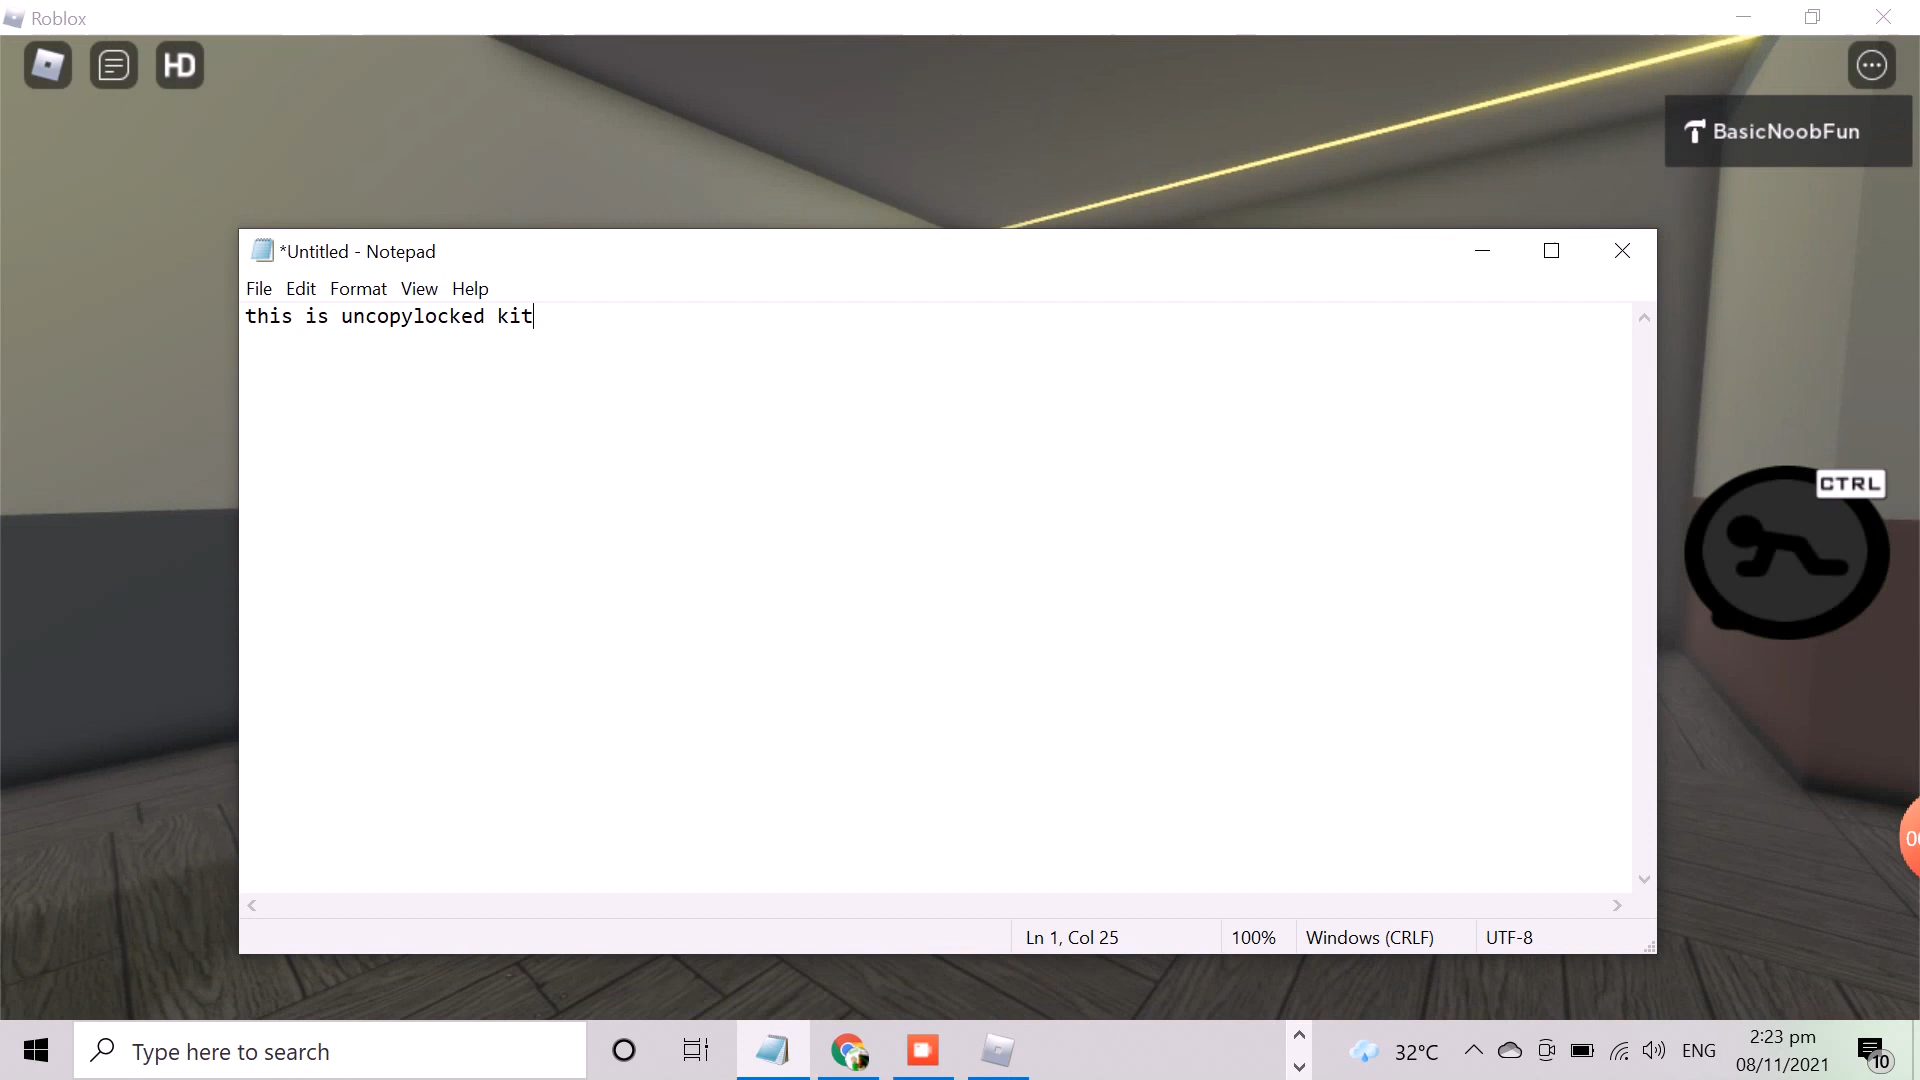 Roblox
HD
BasicNoobFun
*Untitled - Notepad
File Edit Format View Help
this is uncopylocked kit
CTRL
Ln 1, Col 25 100% Windows (CRLF) UTF-8
Type here to search
32°C
ENG
2:23 pm
08/11/2021
10